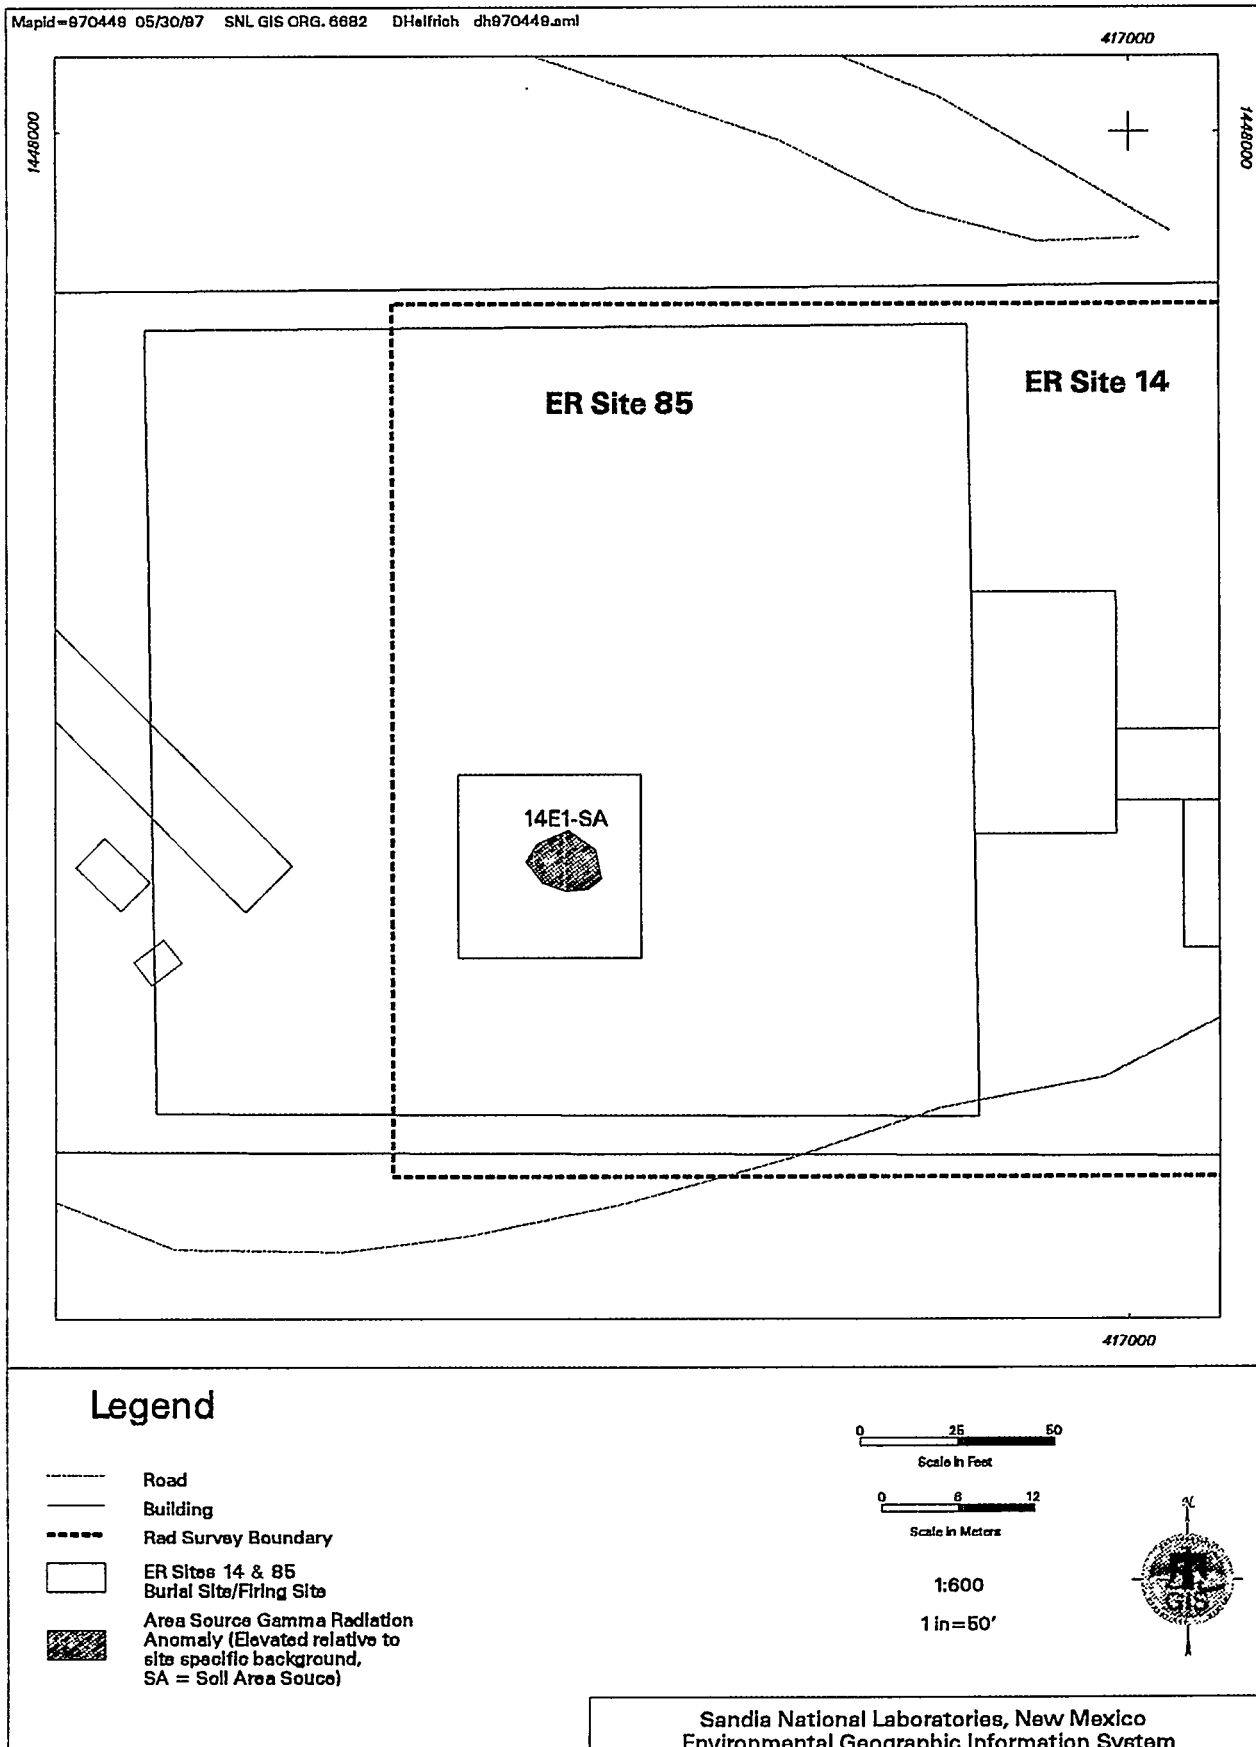 Mapid=970449 05/30/97 SNL GIS ORG. 6682 DHelfrich dh970449.aml
417000
1448000
1448000
ER Site 85
ER Site 14
14E1-SA
417000
Legend
Road
Building
Rad Survey Boundary
ER Sites 14 & 85
Burial Site/Firing Site
Area Source Gamma Radiation
Anomaly (Elevated relative to
site specific background,
SA = Soil Area Souce)
0 25 50
Scale in Feet
0 6 12
Scale in Meters
1:600
1 in=50'
N
GIS
Sandia National Laboratories, New Mexico
Environmental Geographic Information System